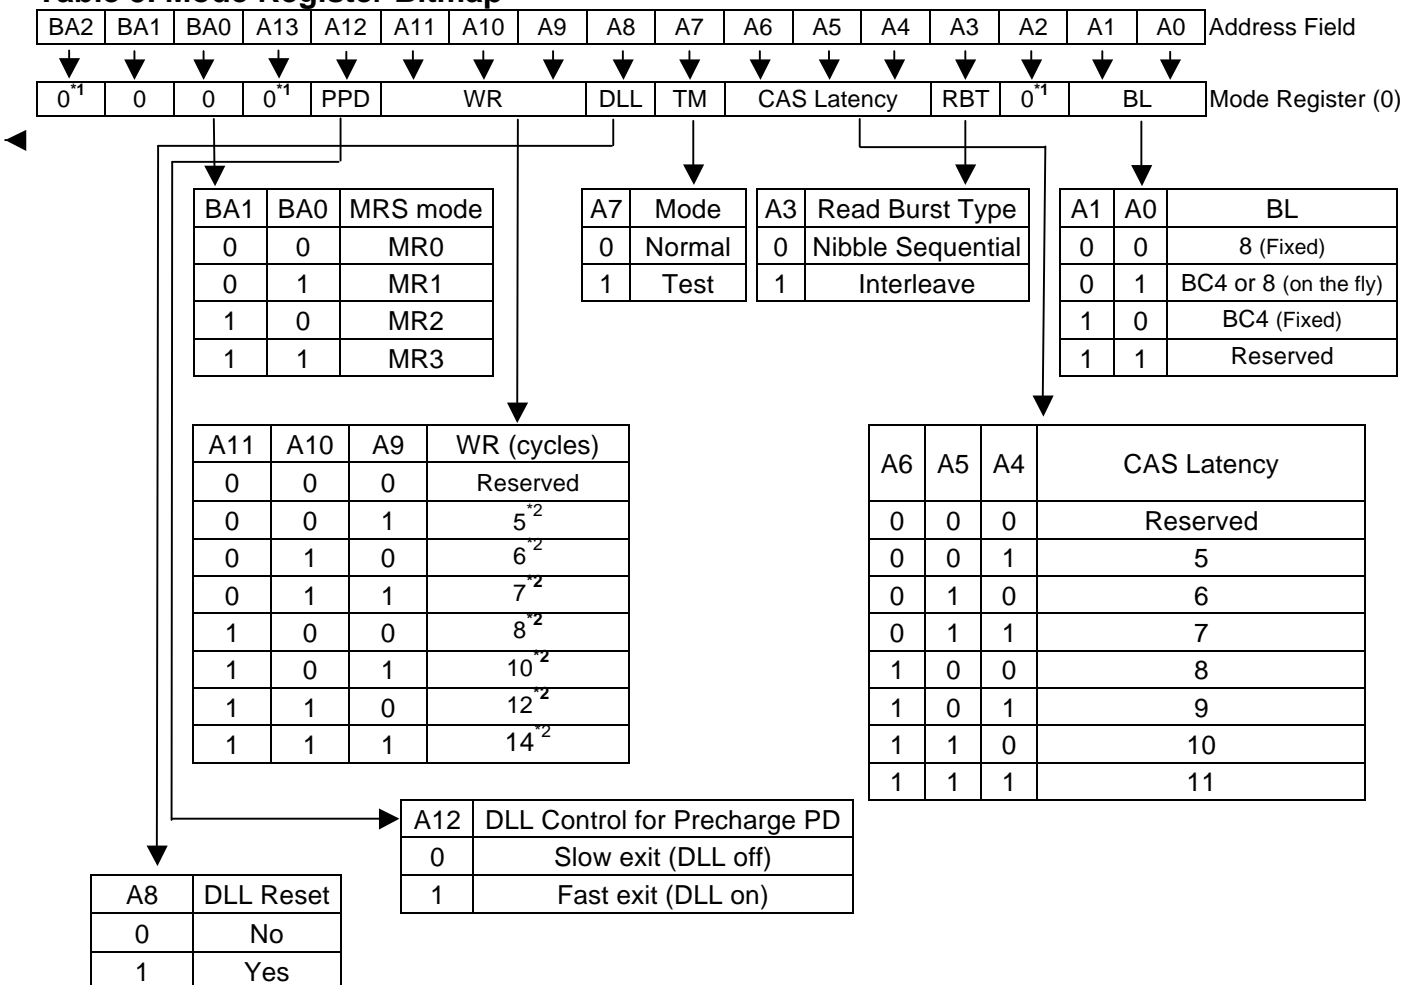 Table 5. Mode Register Bitmap
BA2 BA1 BA0 A13 A12 A11 A10 A9 A8 A7 A6 A5 A4 A3 A2 A1 A0 Address Field
0*1 0 0 0*1 PPD WR DLL TM CAS Latency RBT 0*1 BL Mode Register (0)
BA1 BA0 MRS mode
0 0 MR0
0 1 MR1
1 0 MR2
1 1 MR3
A7 Mode
0 Normal
1 Test
A3 Read Burst Type
0 Nibble Sequential
1 Interleave
A1 A0 BL
0 0 8 (Fixed)
0 1 BC4 or 8 (on the fly)
1 0 BC4 (Fixed)
1 1 Reserved
A11 A10 A9 WR (cycles)
0 0 0 Reserved
0 0 1 5*2
0 1 0 6*2
0 1 1 7*2
1 0 0 8*2
1 0 1 10*2
1 1 0 12*2
1 1 1 14*2
A6 A5 A4 CAS Latency
0 0 0 Reserved
0 0 1 5
0 1 0 6
0 1 1 7
1 0 0 8
1 0 1 9
1 1 0 10
1 1 1 11
A12 DLL Control for Precharge PD
0 Slow exit (DLL off)
1 Fast exit (DLL on)
A8 DLL Reset
0 No
1 Yes